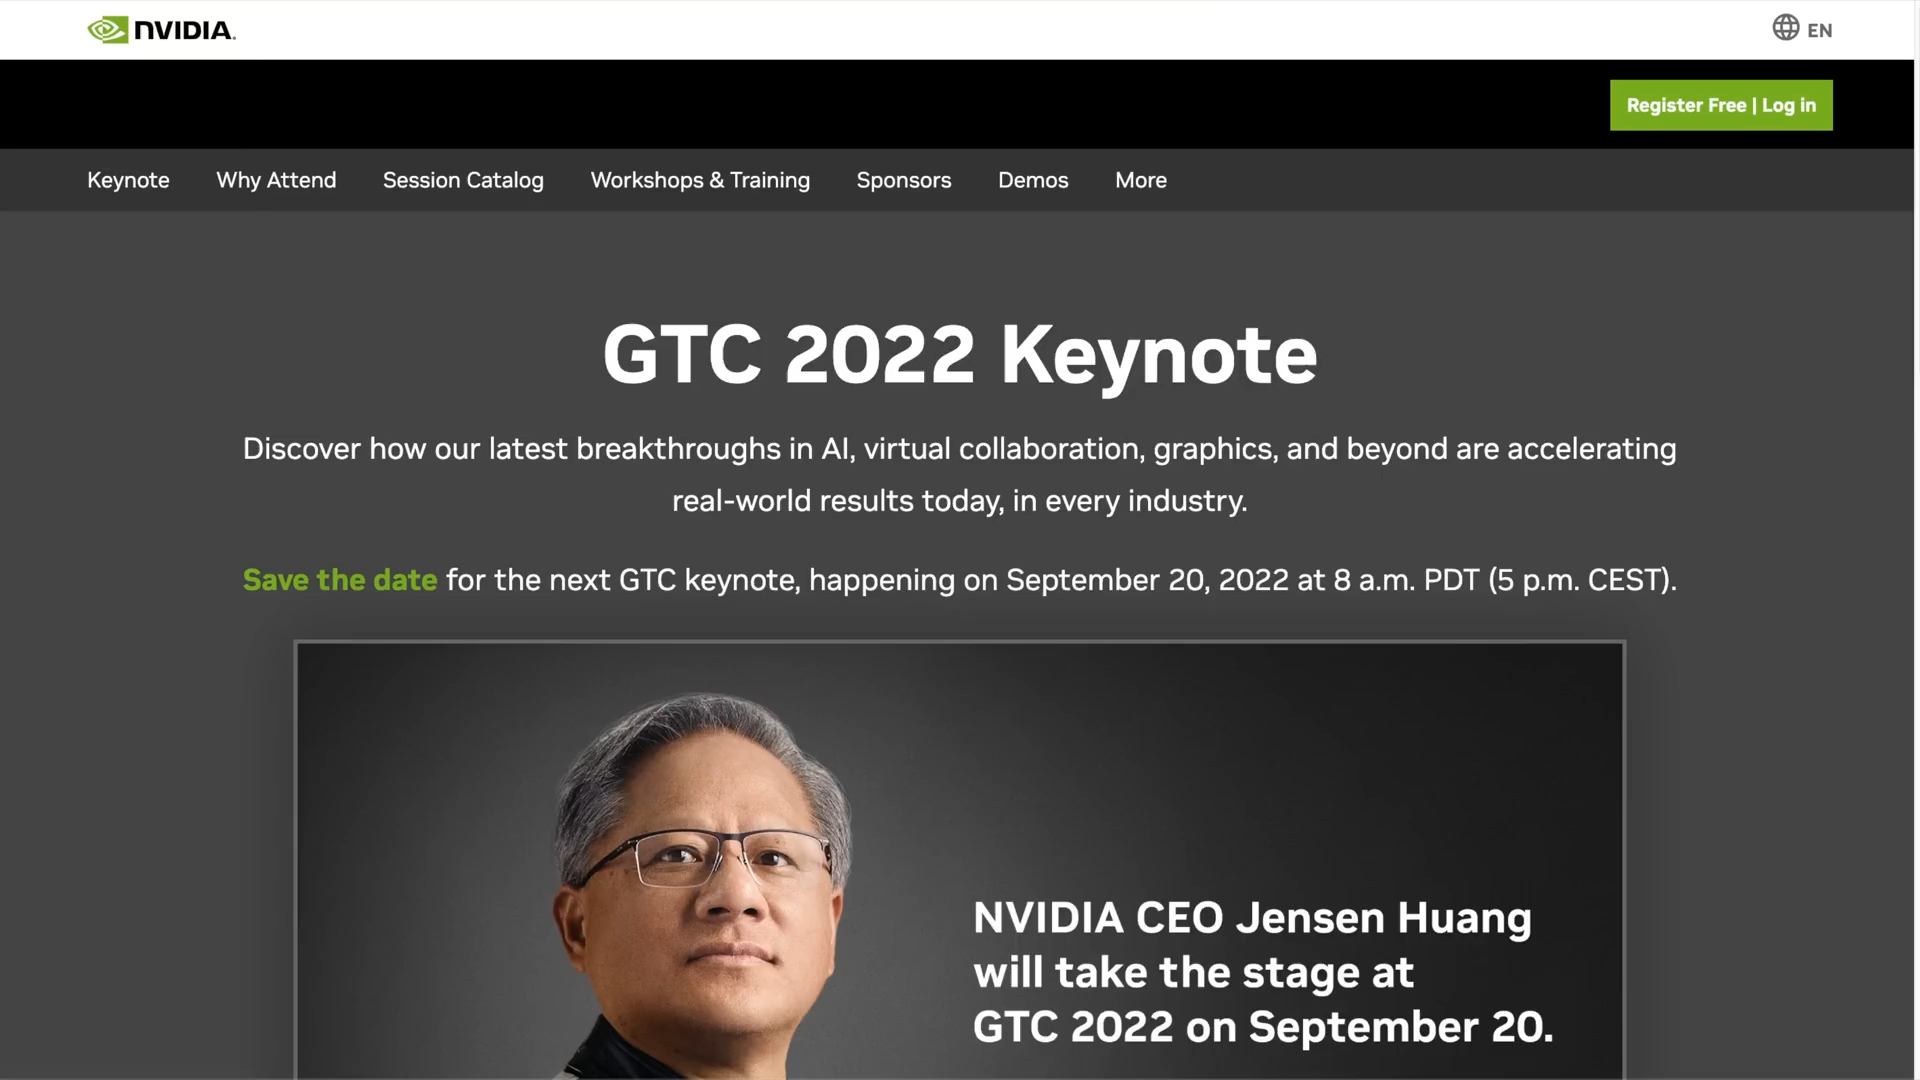 NVIDIA.
EN
Register Free | Log in
Keynote Why Attend Session Catalog Workshops & Training Sponsors Demos More
GTC 2022 Keynote
Discover how our latest breakthroughs in AI, virtual collaboration, graphics, and beyond are accelerating
real-world results today, in every industry.
Save the date for the next GTC keynote, happening on September 20, 2022 at 8 a.m. PDT (5 p.m. CEST).
NVIDIA CEO Jensen Huang
will take the stage at
GTC 2022 on September 20.